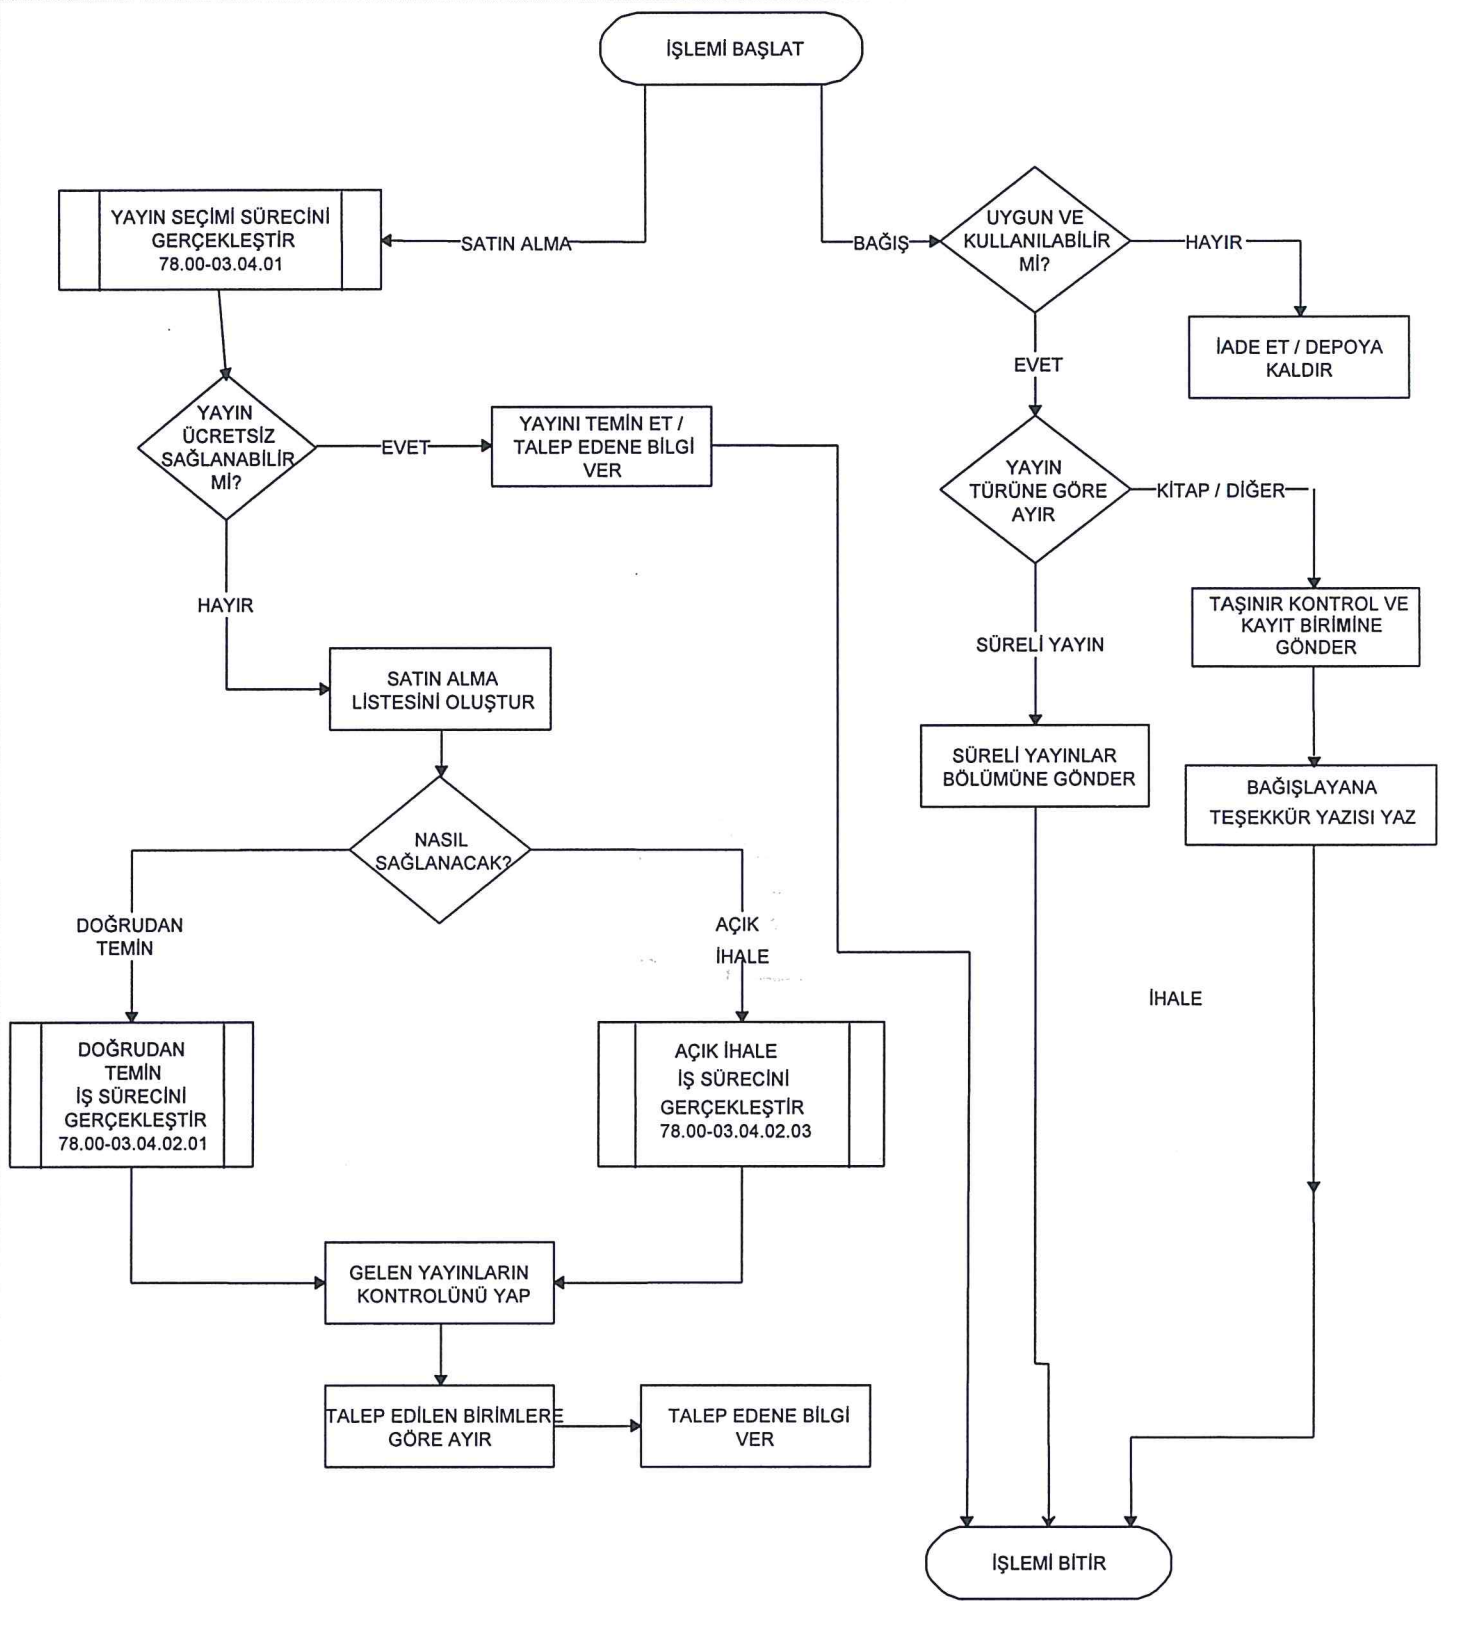 İŞLEMİ BAŞLAT
YAYIN SEÇİMİ SÜRECİNİ
GERÇEKLEŞTİR
78.00-03.04.01
SATIN ALMA
BAĞIŞ
UYGUN VE
KULLANILABİLİR
Mİ?
HAYIR
İADE ET / DEPOYA
KALDIR
EVET
YAYIN
ÜCRETSİZ
SAĞLANABİLİR
Mİ?
EVET
YAYINI TEMİN ET /
TALEP EDENE BİLGİ
VER
YAYIN
TÜRÜNE GÖRE
AYIR
KİTAP / DİĞER
HAYIR
TAŞINIR KONTROL VE
KAYIT BİRİMİNE
GÖNDER
SÜRELİ YAYIN
SATIN ALMA
LİSTESİNİ OLUŞTUR
SÜRELİ YAYINLAR
BÖLÜMÜNE GÖNDER
BAĞIŞLAYANA
TEŞEKKÜR YAZISI YAZ
NASIL
SAĞLANACAK?
DOĞRUDAN
TEMİN
AÇIK
İHALE
İHALE
DOĞRUDAN
TEMİN
İŞ SÜRECİNİ
GERÇEKLEŞTİR
78.00-03.04.02.01
AÇIK İHALE
İŞ SÜRECİNİ
GERÇEKLEŞTİR
78.00-03.04.02.03
GELEN YAYINLARIN
KONTROLÜNÜ YAP
TALEP EDİLEN BİRİMLERE
GÖRE AYIR
TALEP EDENE BİLGİ
VER
İŞLEMİ BİTİR